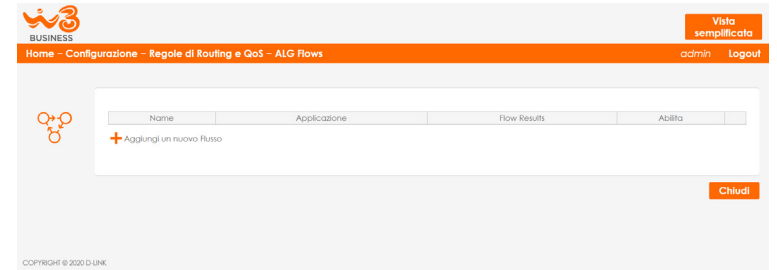 W3
BUSINESS
Vista
semplificata
Home – Configurazione – Regole di Routing e QoS – ALG Flows
admin Logout
Name Applicazione Flow Results Abilita
Aggiungi un nuovo Flusso
Chiudi
COPYRIGHT © 2020 D-LINK